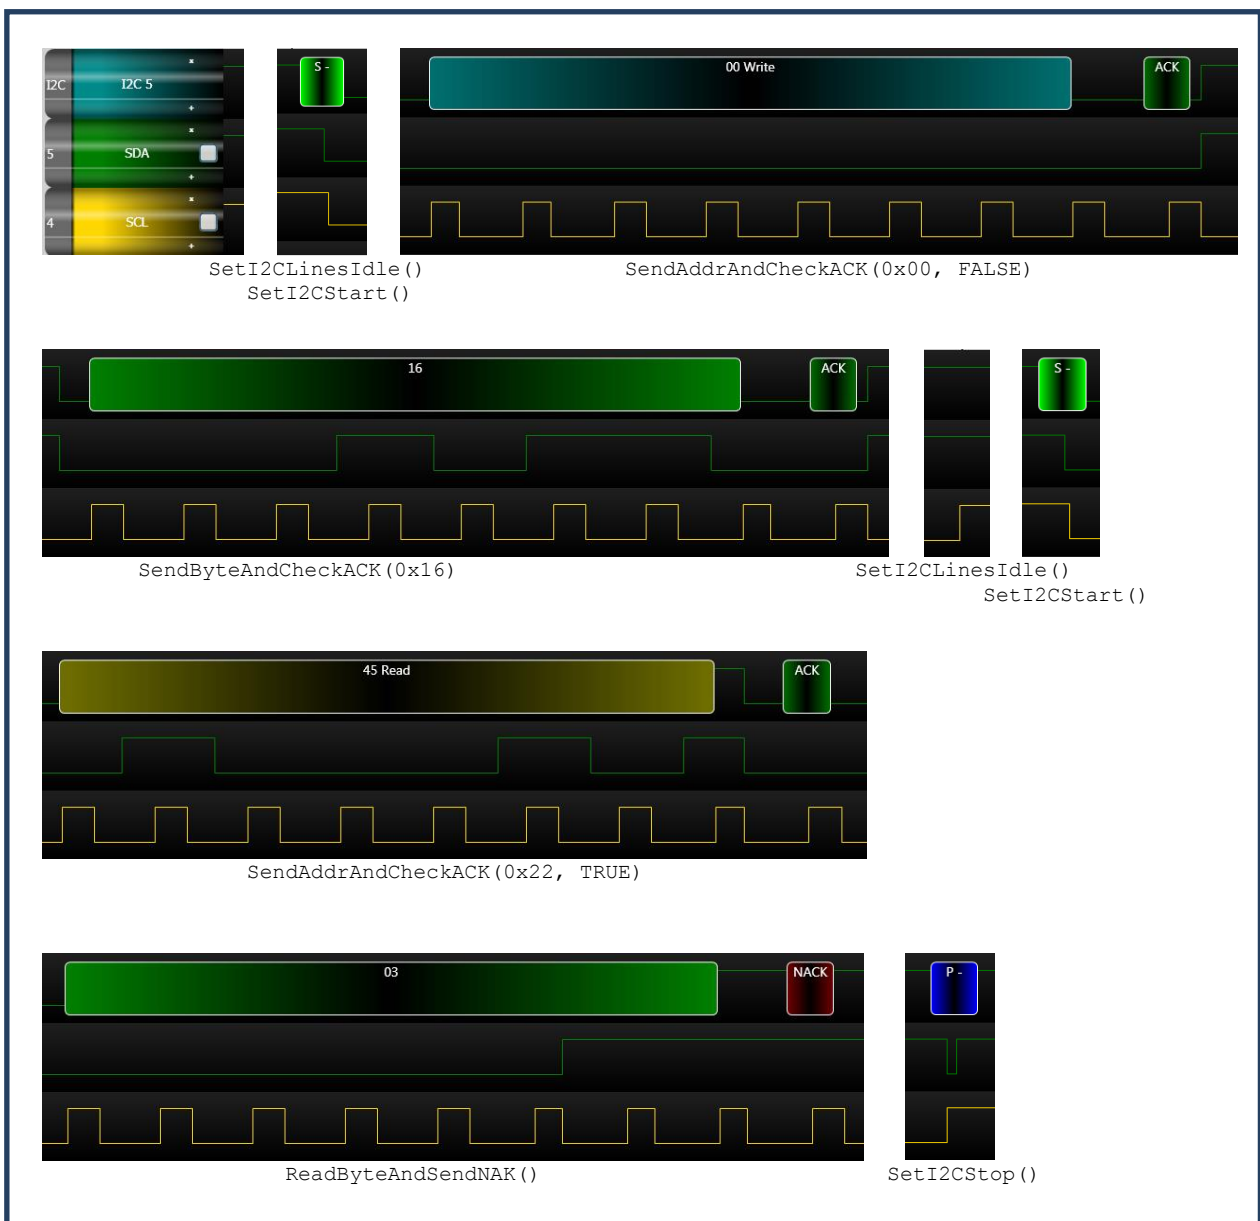 I2C I2C 5
S - 00 Write ACK
5 SDA
4 SCL
SetI2CLinesIdle() SendAddrAndCheckACK(0x00, FALSE)
SetI2CStart()
16 ACK S -
SendByteAndCheckACK(0x16) SetI2CLinesIdle()
SetI2CStart()
45 Read ACK
SendAddrAndCheckACK(0x22, TRUE)
03 NACK P -
ReadByteAndSendNAK() SetI2CStop()